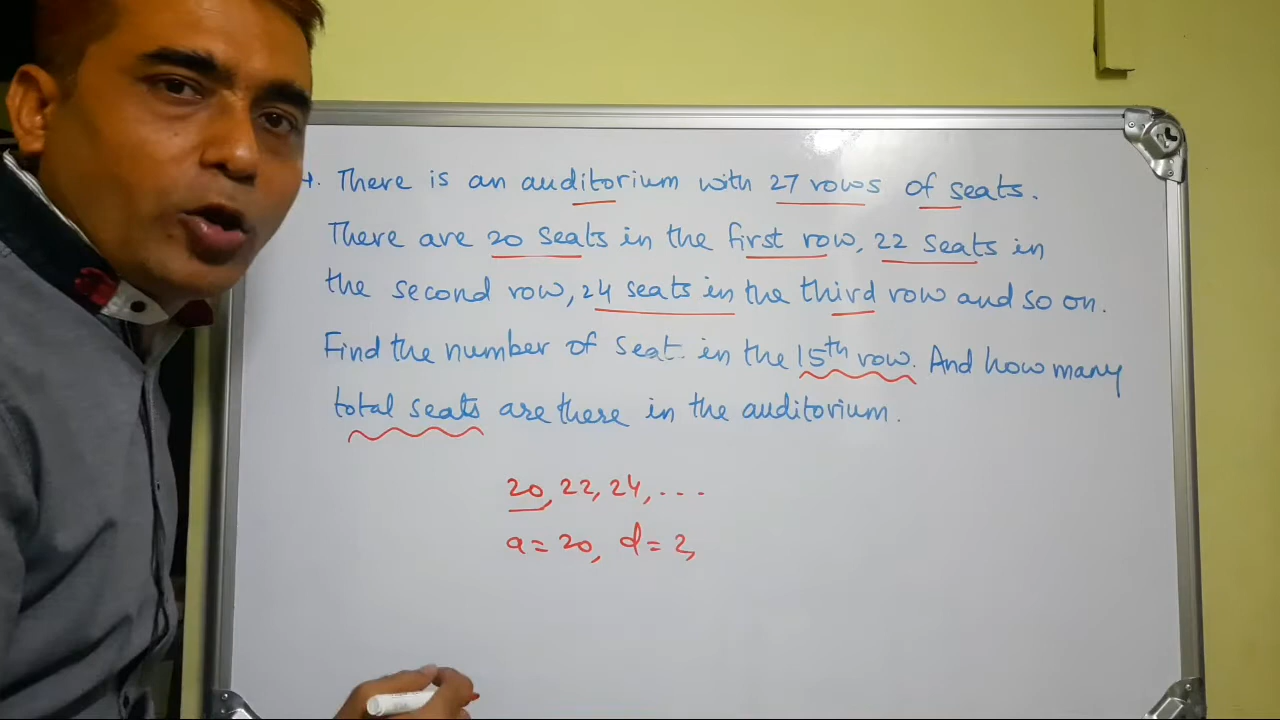 There is an auditorium with 27 rows of seats.
There are 20 seats in the first row, 22 seats in
the second row, 24 seats in the third row and so on.
Find the number of seat. in the 15th row. And how many
total seats are there in the auditorium.
20, 22, 24, ...
a = 20, d = 2,